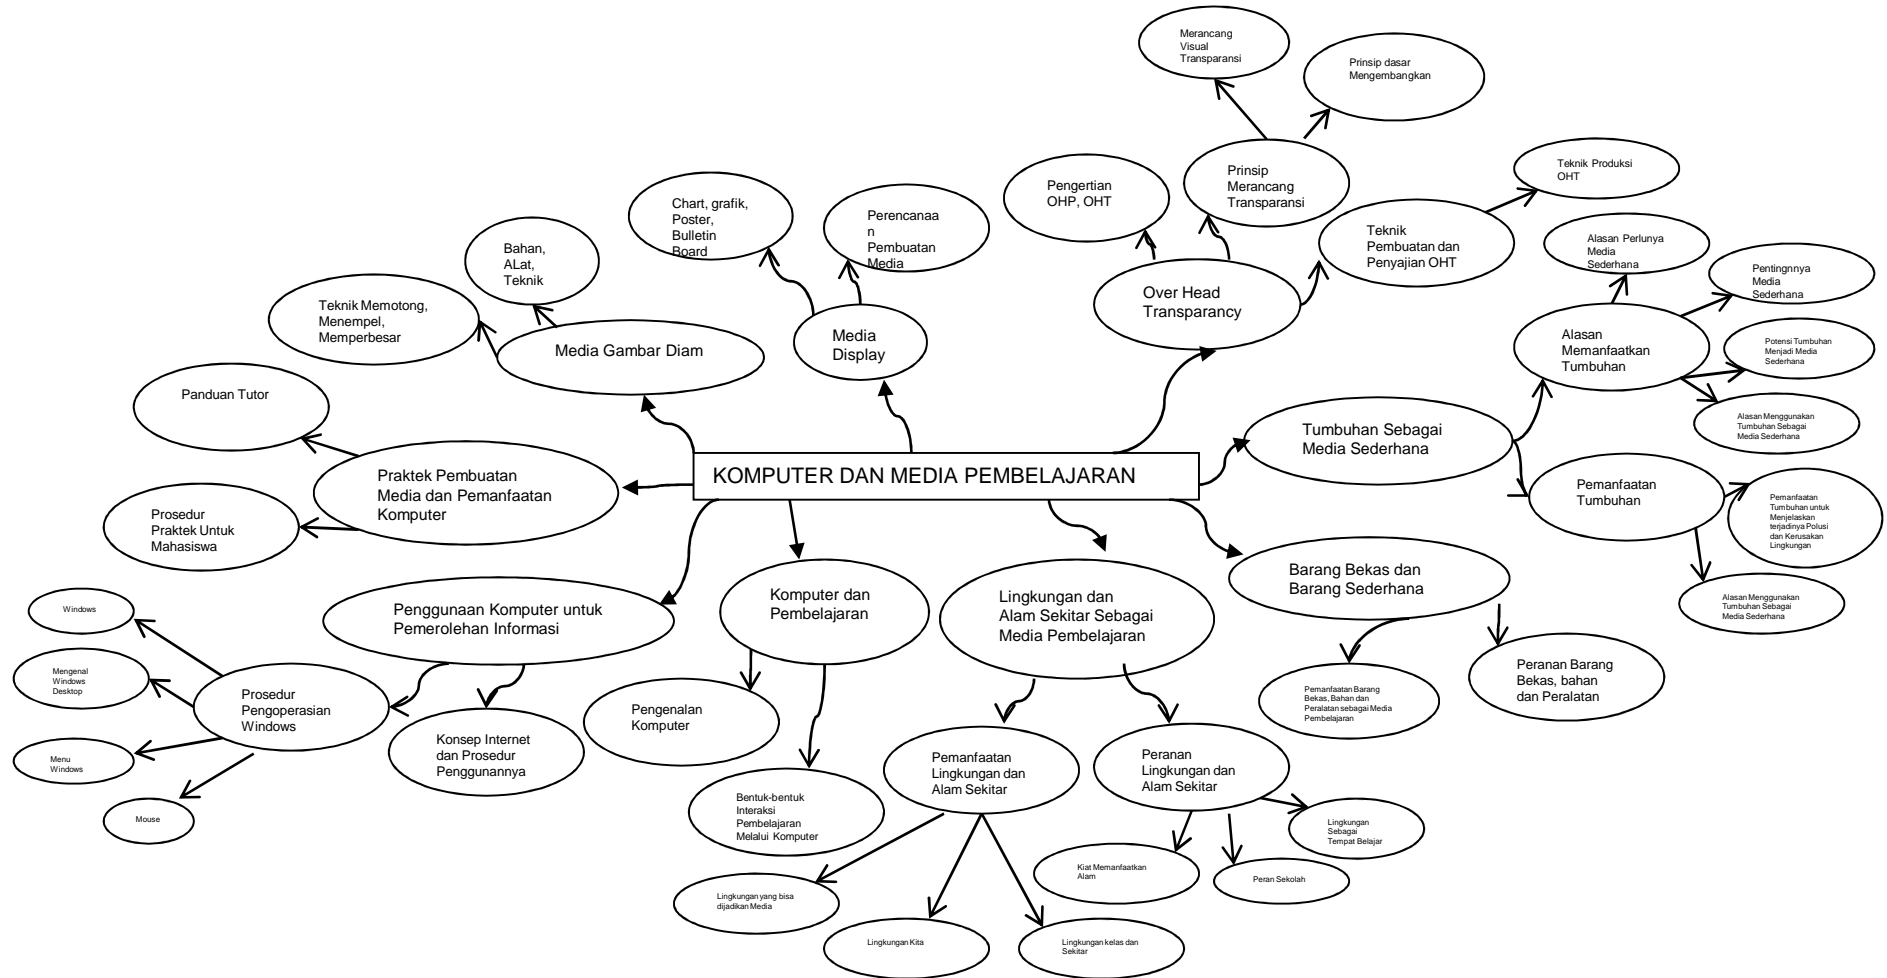 Merancang
Visual
Transparansi
Prinsip dasar
Mengembangkan
Teknik Produksi
OHT
Prinsip
Merancang
Transparansi
Pengertian
OHP, OHT
Chart, grafik,
Poster,
Bulletin
Board
Perencanaa
n
Pembuatan
Media
Teknik
Pembuatan dan
Penyajian OHT
Alasan Perlunya
Media
Sederhana
Bahan,
ALat,
Teknik
Pentingnnya
Media
Sederhana
Teknik Memotong,
Menempel,
Memperbesar
Over Head
Transparancy
Media Gambar Diam
Media
Display
Alasan
Memanfaatkan
Tumbuhan
Potensi Tumbuhan
Menjadi Media
Sederhana
Panduan Tutor
Alasan Menggunakan
Tumbuhan Sebagai
Media Sederhana
Tumbuhan Sebagai
Media Sederhana
KOMPUTER DAN MEDIA PEMBELAJARAN
Praktek Pembuatan
Media dan Pemanfaatan
Komputer
Pemanfaatan
Tumbuhan
Pemanfaatan
Tumbuhan untuk
Menjelaskan
terjadinya Polusi
dan Kerusakan
Lingkungan
Prosedur
Praktek Untuk
Mahasiswa
Barang Bekas dan
Barang Sederhana
Alasan Menggunakan
Tumbuhan Sebagai
Media Sederhana
Windows
Penggunaan Komputer untuk
Pemerolehan Informasi
Komputer dan
Pembelajaran
Lingkungan dan
Alam Sekitar Sebagai
Media Pembelajaran
Mengenal
Windows
Desktop
Prosedur
Pengoperasian
Windows
Pengenalan
Komputer
Pemanfaatan Barang
Bekas, Bahan dan
Peralatan sebagai Media
Pembelajaran
Peranan Barang
Bekas, bahan
dan Peralatan
Menu
Windows
Konsep Internet
dan Prosedur
Penggunannya
Pemanfaatan
Lingkungan dan
Alam Sekitar
Peranan
Lingkungan dan
Alam Sekitar
Mouse
Bentuk-bentuk
Interaksi
Pembelajaran
Melalui Komputer
Lingkungan
Sebagai
Tempat Belajar
Kiat Memanfaatkan
Alam
Peran Sekolah
Lingkungan yang bisa
dijadikan Media
Lingkungan Kita
Lingkungan kelas dan
Sekitar